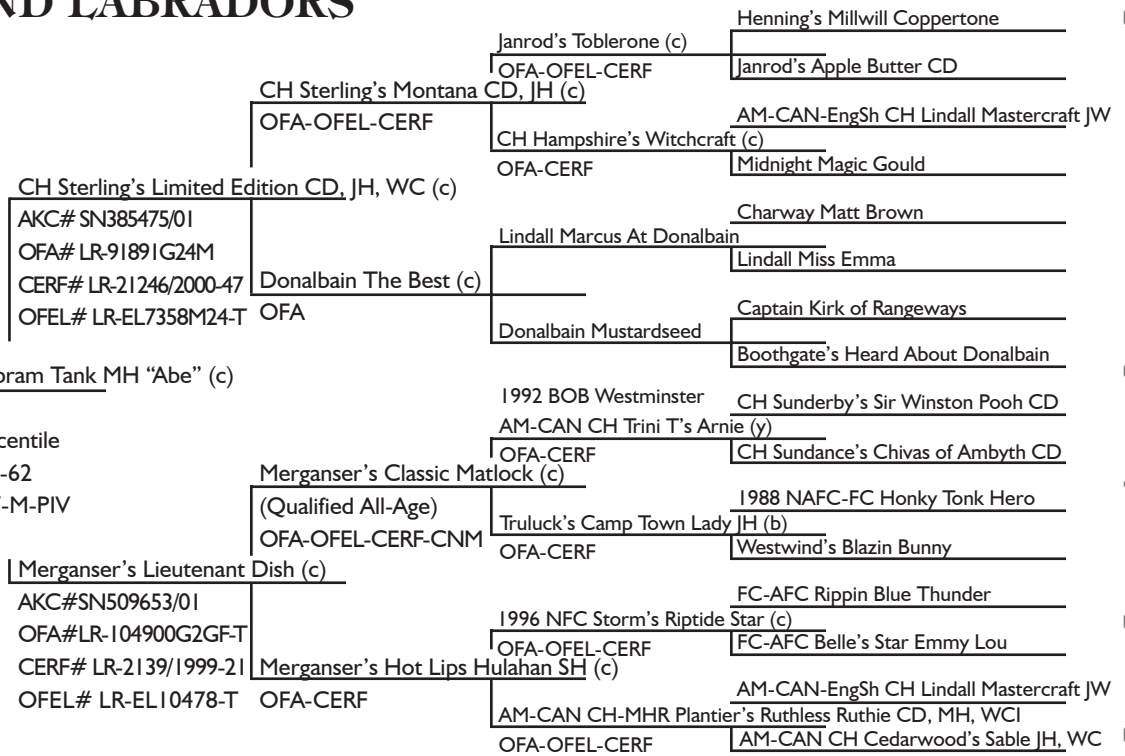 ND LABRADORS
Henning's Millwill Coppertone
Janrod's Toblerone (c)
OFA-OFEL-CERF
Janrod's Apple Butter CD
CH Sterling's Montana CD, JH (c)
OFA-OFEL-CERF
AM-CAN-EngSh CH Lindall Mastercraft JW
CH Hampshire's Witchcraft (c)
OFA-CERF
Midnight Magic Gould
CH Sterling's Limited Edition CD, JH, WC (c)
AKC# SN385475/01
OFA# LR-91891G24M
CERF# LR-21246/2000-47
OFEL# LR-EL7358M24-T
Charway Matt Brown
Lindall Marcus At Donalbain
Lindall Miss Emma
Donalbain The Best (c)
OFA
Captain Kirk of Rangeways
Donalbain Mustardseed
Boothgate's Heard About Donalbain
oram Tank MH “Abe” (c)
centile
-62
-M-PIV
1992 BOB Westminster
CH Sunderby's Sir Winston Pooh CD
AM-CAN CH Trini T's Arnie (y)
OFA-CERF
CH Sundance's Chivas of Ambyth CD
Merganser's Classic Matlock (c)
(Qualified All-Age)
OFA-OFEL-CERF-CNM
1988 NAFC-FC Honky Tonk Hero
Truluck's Camp Town Lady JH (b)
OFA-CERF
Westwind's Blazin Bunny
Merganser's Lieutenant Dish (c)
AKC#SN509653/01
OFA#LR-104900G2GF-T
CERF# LR-2139/1999-21
OFEL# LR-EL10478-T
FC-AFC Rippin Blue Thunder
1996 NFC Storm's Riptide Star (c)
OFA-OFEL-CERF
FC-AFC Belle's Star Emmy Lou
Merganser's Hot Lips Hulahan SH (c)
OFA-CERF
AM-CAN-EngSh CH Lindall Mastercraft JW
AM-CAN CH-MHR Plantier's Ruthless Ruthie CD, MH, WCI
OFA-OFEL-CERF
AM-CAN CH Cedarwood's Sable JH, WC